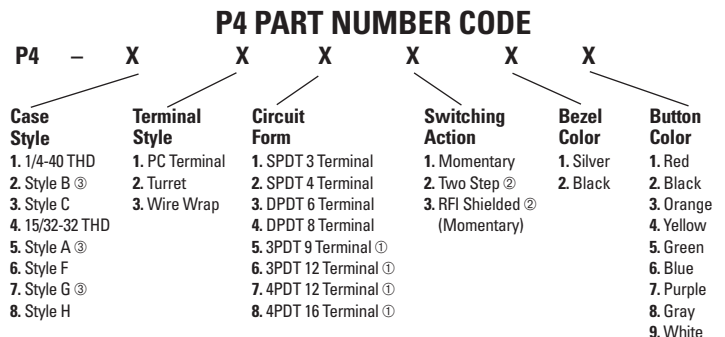 P4 PART NUMBER CODE
P4 – X X X X X X
Case Style
1. 1/4-40 THD
2. Style B ③
3. Style C
4. 15/32-32 THD
5. Style A ③
6. Style F
7. Style G ③
8. Style H
Terminal Style
1. PC Terminal
2. Turret
3. Wire Wrap
Circuit Form
1. SPDT 3 Terminal
2. SPDT 4 Terminal
3. DPDT 6 Terminal
4. DPDT 8 Terminal
5. 3PDT 9 Terminal ①
6. 3PDT 12 Terminal ①
7. 4PDT 12 Terminal ①
8. 4PDT 16 Terminal ①
Switching Action
1. Momentary
2. Two Step ②
3. RFI Shielded ②
(Momentary)
Bezel Color
1. Silver
2. Black
Button Color
1. Red
2. Black
3. Orange
4. Yellow
5. Green
6. Blue
7. Purple
8. Gray
9. White